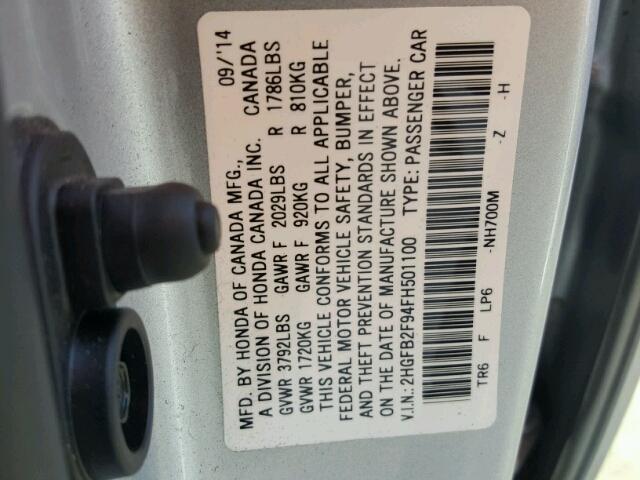 MFD. BY HONDA OF CANADA MFG., 09/'14
A DIVISION OF HONDA CANADA INC. CANADA
GVWR 3792LBS GAWR F 2029LBS R 1786LBS
GVWR 1720KG GAWR F 920KG R 810KG
THIS VEHICLE CONFORMS TO ALL APPLICABLE
FEDERAL MOTOR VEHICLE SAFETY, BUMPER,
AND THEFT PREVENTION STANDARDS IN EFFECT
ON THE DATE OF MANUFACTURE SHOWN ABOVE.
V.I.N.: 2HGFB2F94FH501100 TYPE: PASSENGER CAR
TR6 F LP6 -NH700M -Z -H